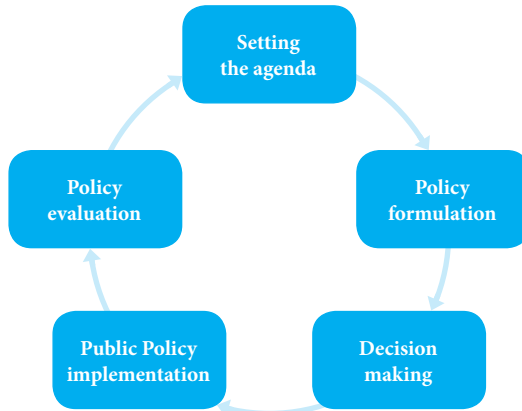 Setting
the agenda
Policy
formulation
Decision
making
Public Policy
implementation
Policy
evaluation